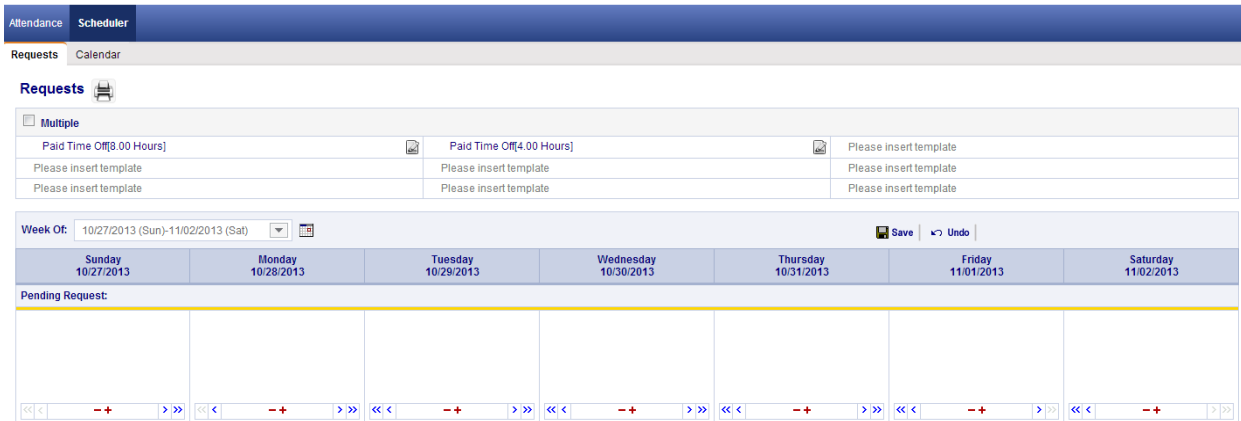 Attendance Scheduler
Requests Calendar
Requests
Multiple
Paid Time Off[8.00 Hours] Paid Time Off[4.00 Hours] Please insert template
Please insert template Please insert template Please insert template
Please insert template Please insert template Please insert template
Week Of: 10/27/2013 (Sun)-11/02/2013 (Sat) Save Undo
Sunday Monday Tuesday Wednesday Thursday Friday Saturday
10/27/2013 10/28/2013 10/29/2013 10/30/2013 10/31/2013 11/01/2013 11/02/2013
Pending Request: